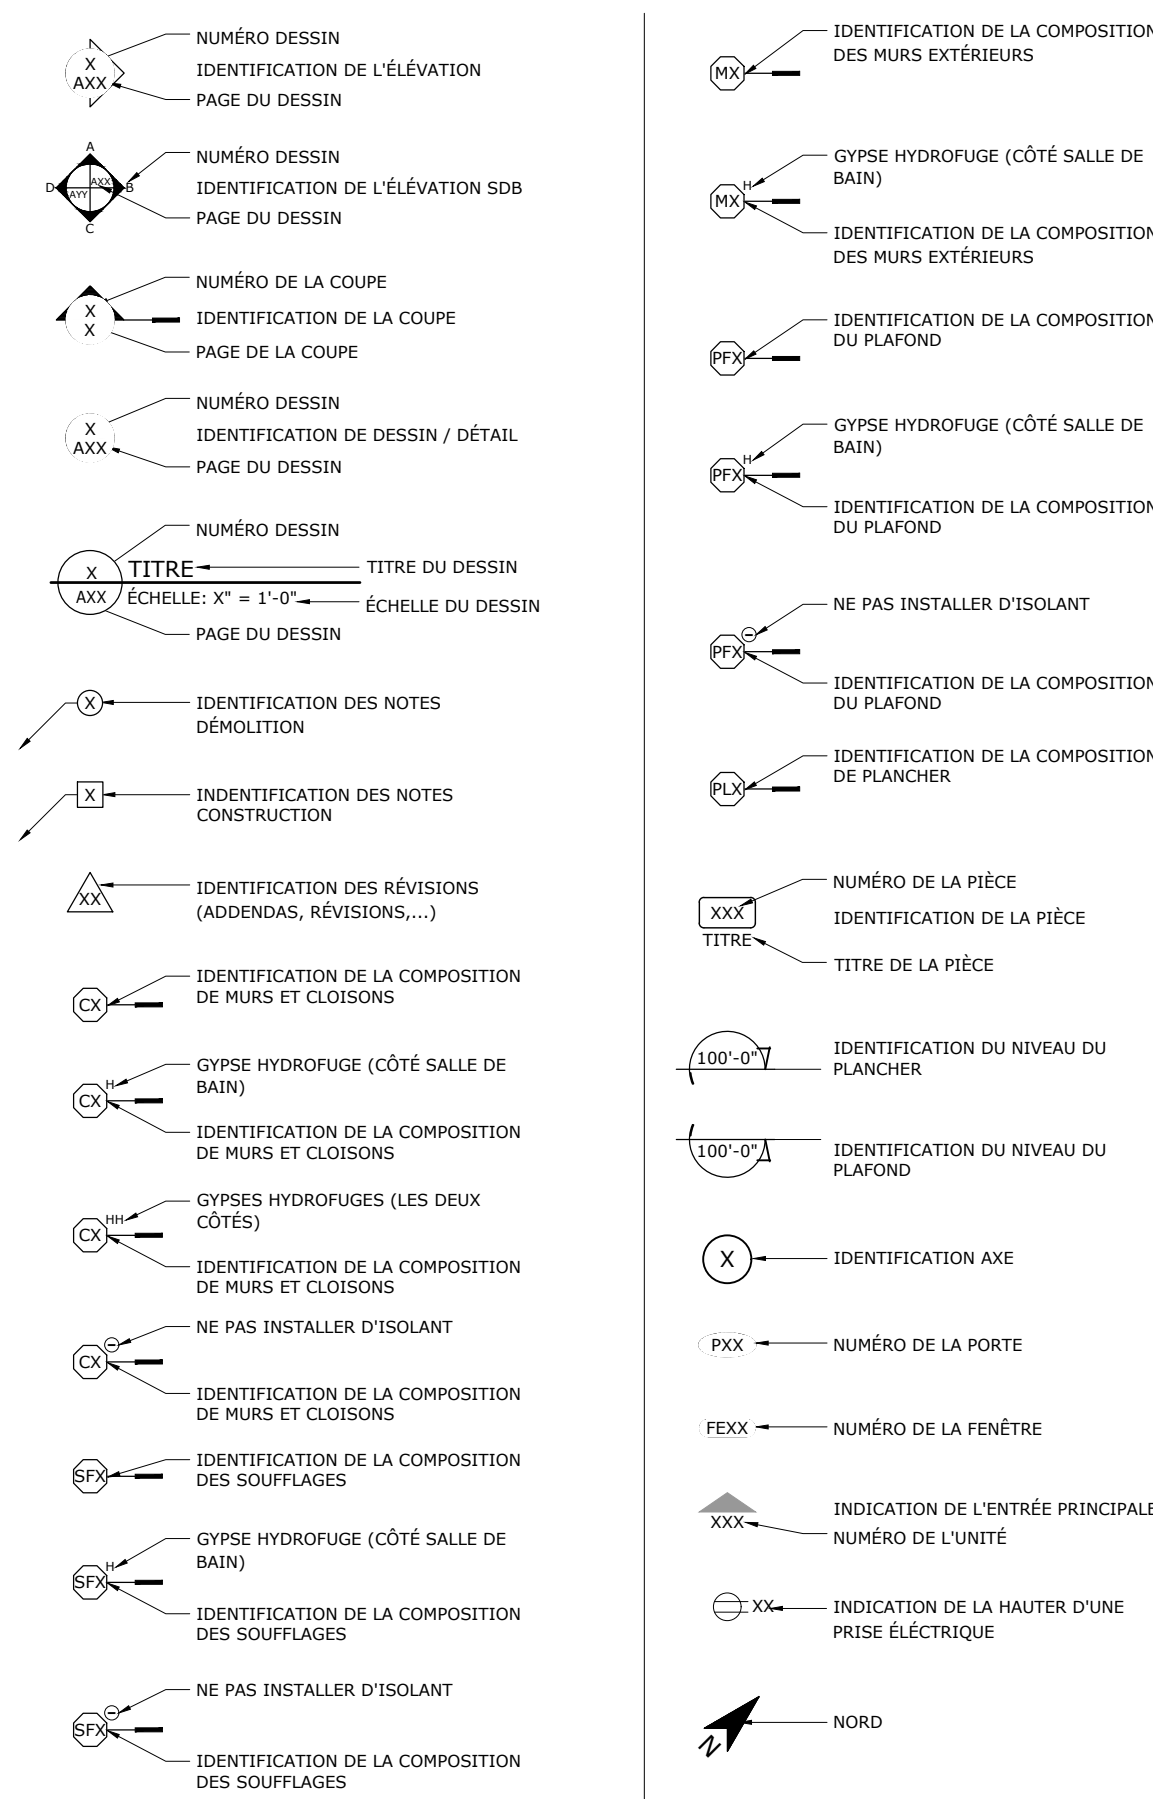 X
AXX
NUMÉRO DESSIN
IDENTIFICATION DE L'ÉLÉVATION
PAGE DU DESSIN
A
D
AXX
AYY
B
C
NUMÉRO DESSIN
IDENTIFICATION DE L'ÉLÉVATION SDB
PAGE DU DESSIN
X
X
NUMÉRO DE LA COUPE
IDENTIFICATION DE LA COUPE
PAGE DE LA COUPE
X
AXX
NUMÉRO DESSIN
IDENTIFICATION DE DESSIN / DÉTAIL
PAGE DU DESSIN
NUMÉRO DESSIN
X
TITRE
TITRE DU DESSIN
AXX
ÉCHELLE: X" = 1'-0"
ÉCHELLE DU DESSIN
PAGE DU DESSIN
X
IDENTIFICATION DES NOTES
DÉMOLITION
X
INDENTIFICATION DES NOTES
CONSTRUCTION
XX
IDENTIFICATION DES RÉVISIONS
(ADDENDAS, RÉVISIONS,...)
CX
IDENTIFICATION DE LA COMPOSITION
DE MURS ET CLOISONS
H
CX
GYPSE HYDROFUGE (CÔTÉ SALLE DE
BAIN)
IDENTIFICATION DE LA COMPOSITION
DE MURS ET CLOISONS
HH
CX
GYPSES HYDROFUGES (LES DEUX
CÔTÉS)
IDENTIFICATION DE LA COMPOSITION
DE MURS ET CLOISONS
CX
NE PAS INSTALLER D'ISOLANT
IDENTIFICATION DE LA COMPOSITION
DE MURS ET CLOISONS
SFX
IDENTIFICATION DE LA COMPOSITION
DES SOUFFLAGES
H
SFX
GYPSE HYDROFUGE (CÔTÉ SALLE DE
BAIN)
IDENTIFICATION DE LA COMPOSITION
DES SOUFFLAGES
SFX
NE PAS INSTALLER D'ISOLANT
IDENTIFICATION DE LA COMPOSITION
DES SOUFFLAGES
MX
IDENTIFICATION DE LA COMPOSITION
DES MURS EXTÉRIEURS
H
MX
GYPSE HYDROFUGE (CÔTÉ SALLE DE
BAIN)
IDENTIFICATION DE LA COMPOSITION
DES MURS EXTÉRIEURS
PFX
IDENTIFICATION DE LA COMPOSITION
DU PLAFOND
H
PFX
GYPSE HYDROFUGE (CÔTÉ SALLE DE
BAIN)
IDENTIFICATION DE LA COMPOSITION
DU PLAFOND
PFX
NE PAS INSTALLER D'ISOLANT
IDENTIFICATION DE LA COMPOSITION
DU PLAFOND
PLX
IDENTIFICATION DE LA COMPOSITION
DE PLANCHER
XXX
TITRE
NUMÉRO DE LA PIÈCE
IDENTIFICATION DE LA PIÈCE
TITRE DE LA PIÈCE
100'-0"
IDENTIFICATION DU NIVEAU DU
PLANCHER
100'-0"
IDENTIFICATION DU NIVEAU DU
PLAFOND
X
IDENTIFICATION AXE
PXX
NUMÉRO DE LA PORTE
FEXX
NUMÉRO DE LA FENÊTRE
XXX
INDICATION DE L'ENTRÉE PRINCIPALE
NUMÉRO DE L'UNITÉ
XX
INDICATION DE LA HAUTER D'UNE
PRISE ÉLÉCTRIQUE
N
NORD